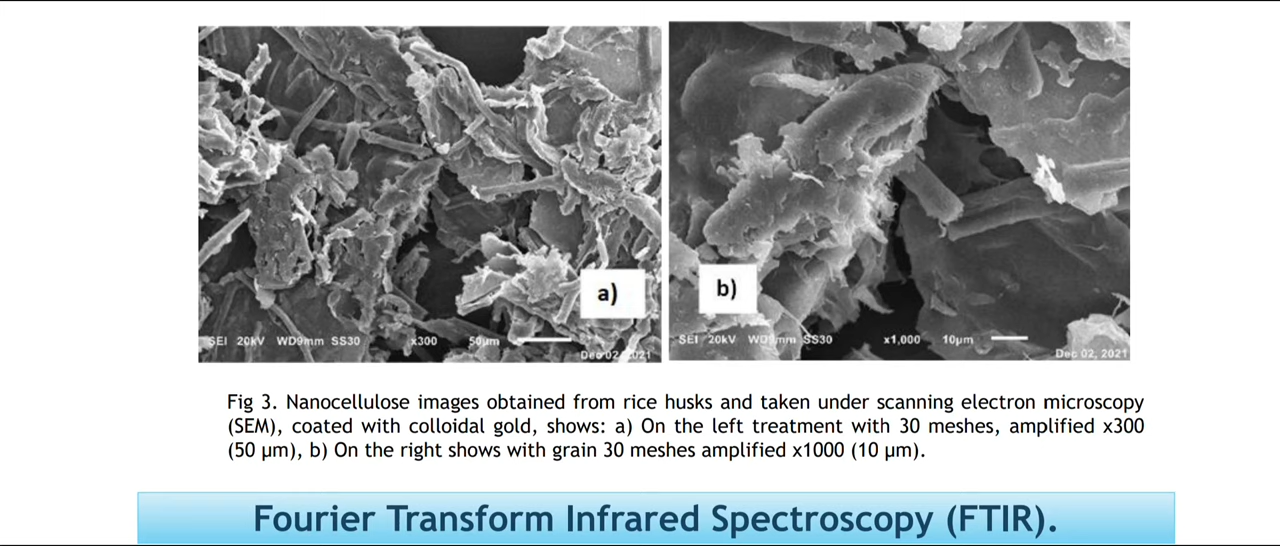 a)
SEI 20kV WD9mm SS30 x300 50µm
Dec 02, 2021
b)
SEI 20kV WD9mm SS30 x1,000 10µm
Dec 02, 2021
Fig 3. Nanocellulose images obtained from rice husks and taken under scanning electron microscopy
(SEM), coated with colloidal gold, shows: a) On the left treatment with 30 meshes, amplified x300
(50 µm), b) On the right shows with grain 30 meshes amplified x1000 (10 µm).
Fourier Transform Infrared Spectroscopy (FTIR).